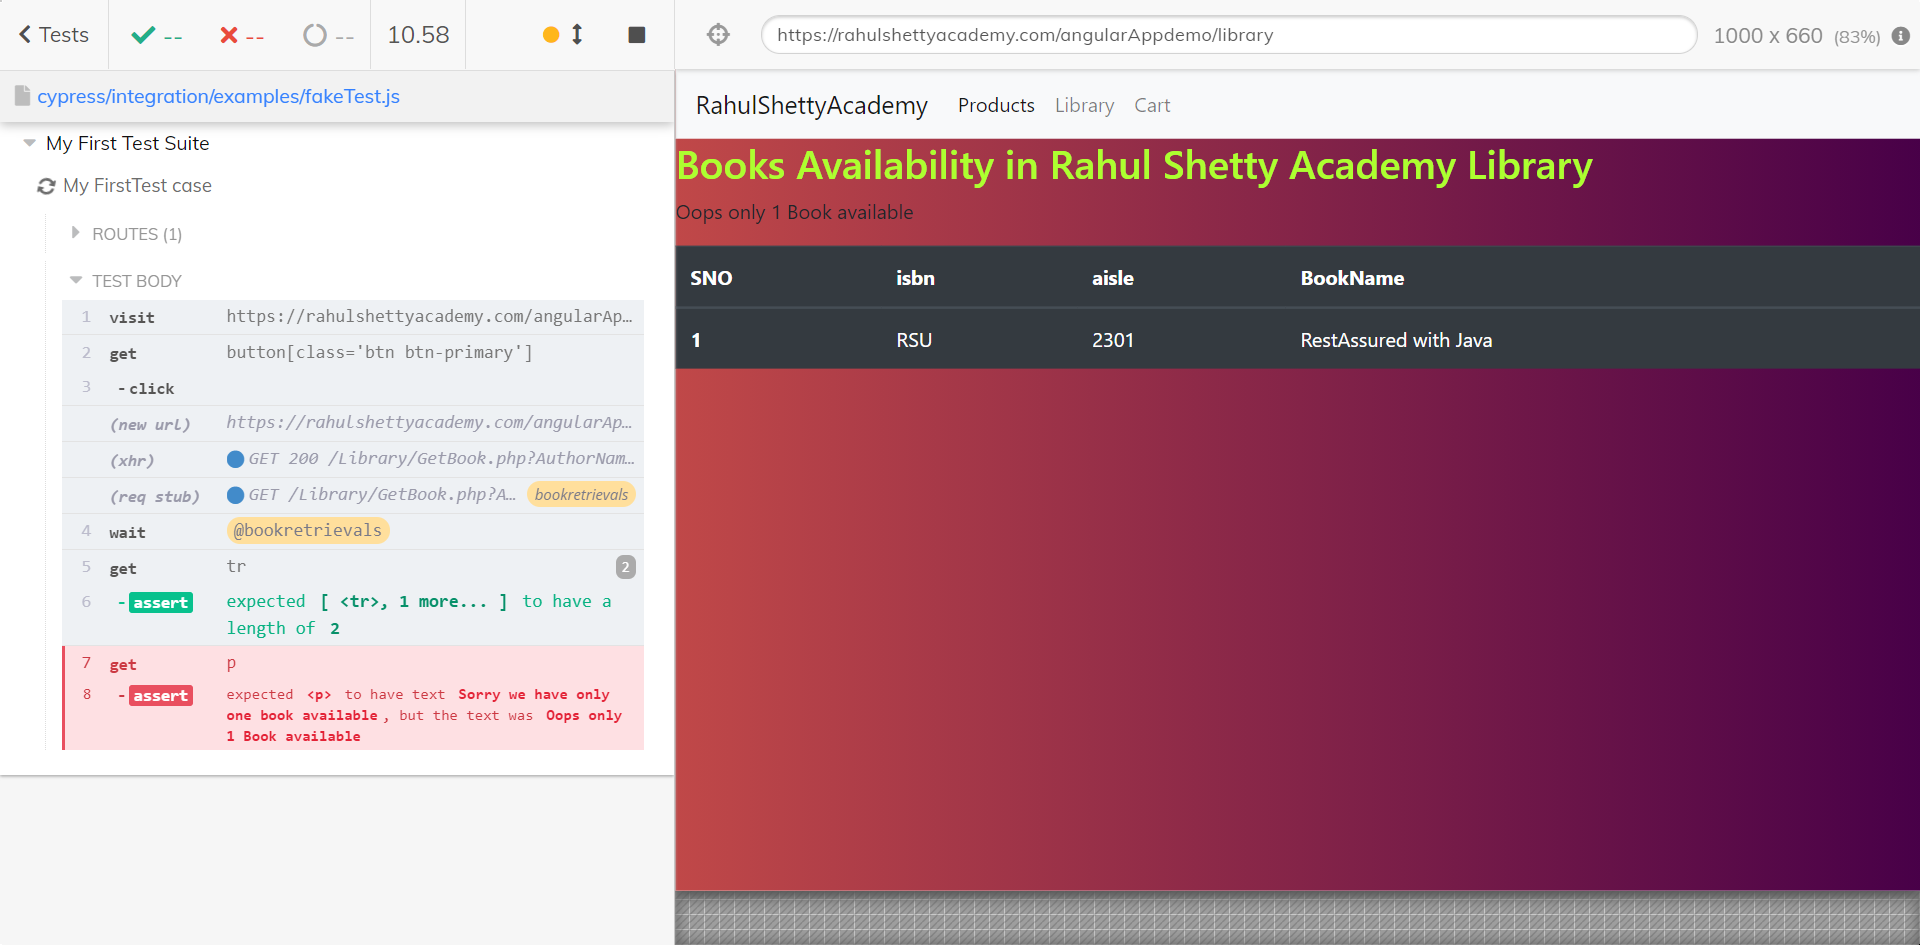 Tests
--
--
--
10.58
https://rahulshettyacademy.com/angularAppdemo/library
1000 x 660 (83%)
cypress/integration/examples/fakeTest.js
My First Test Suite
My FirstTest case
ROUTES (1)
TEST BODY
1 visit https://rahulshettyacademy.com/angularAp...
2 get button[class='btn btn-primary']
3 -click
(new url) https://rahulshettyacademy.com/angularAp...
(xhr) GET 200 /Library/GetBook.php?AuthorNam...
(req stub) GET /Library/GetBook.php?A... bookretrievals
4 wait @bookretrievals
5 get tr 2
6 -assert expected [ <tr>, 1 more... ] to have a
length of 2
7 get p
8 -assert expected <p> to have text Sorry we have only
one book available, but the text was Oops only
1 Book available
RahulShettyAcademy Products Library Cart
Books Availability in Rahul Shetty Academy Library
Oops only 1 Book available
SNO isbn aisle BookName
1 RSU 2301 RestAssured with Java